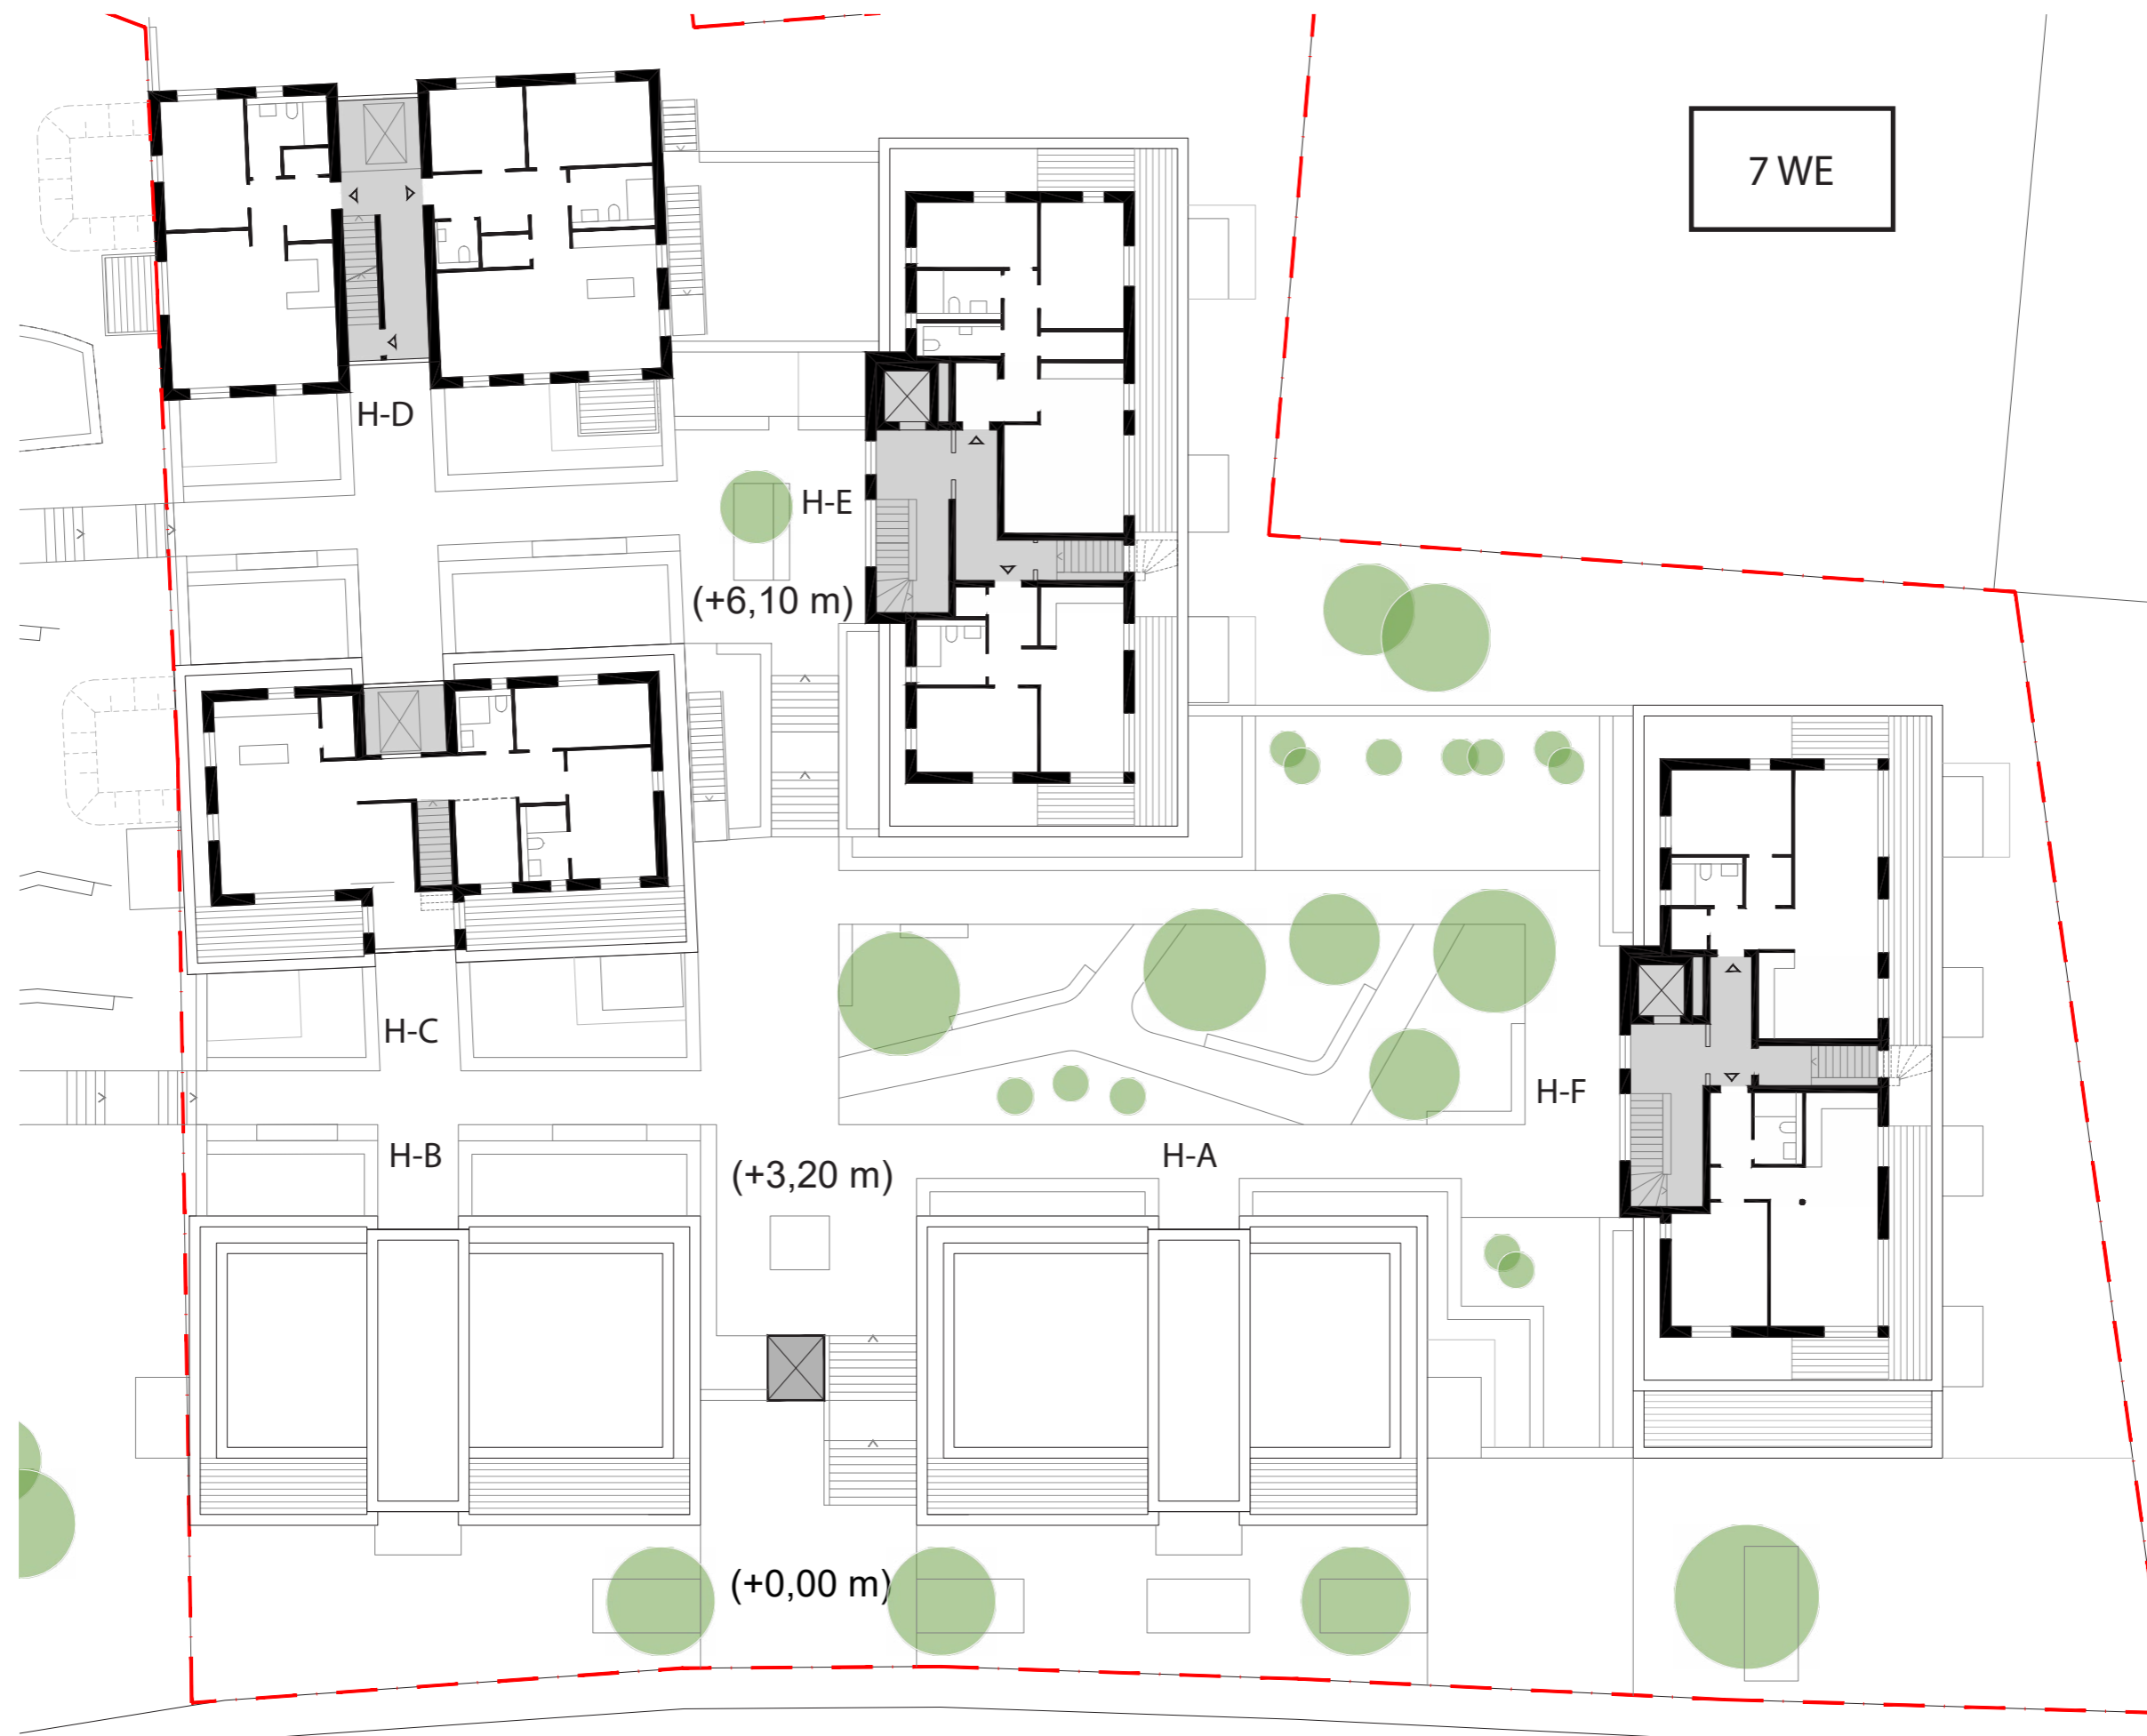 7 WE
H-D
H-E
(+6,10 m)
H-C
H-F
H-B
H-A
(+3,20 m)
(+0,00 m)